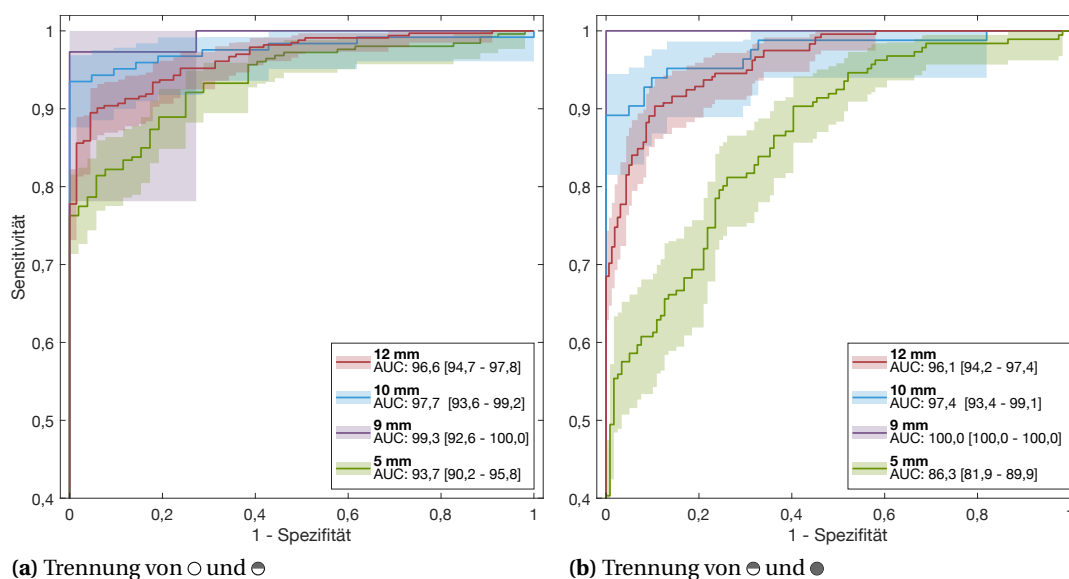 1
0,9
0,8
0,7
0,6
0,5
0,4
Sensitivität
0
0,2
0,4
0,6
0,8
1
1 - Spezifität
12 mm
AUC: 96,6 [94,7 - 97,8]
10 mm
AUC: 97,7 [93,6 - 99,2]
9 mm
AUC: 99,3 [92,6 - 100,0]
5 mm
AUC: 93,7 [90,2 - 95,8]
(a) Trennung von ○ und ◓
1
0,9
0,8
0,7
0,6
0,5
0,4
0
0,2
0,4
0,6
0,8
1
1 - Spezifität
12 mm
AUC: 96,1 [94,2 - 97,4]
10 mm
AUC: 97,4 [93,4 - 99,1]
9 mm
AUC: 100,0 [100,0 - 100,0]
5 mm
AUC: 86,3 [81,9 - 89,9]
(b) Trennung von ◓ und ●